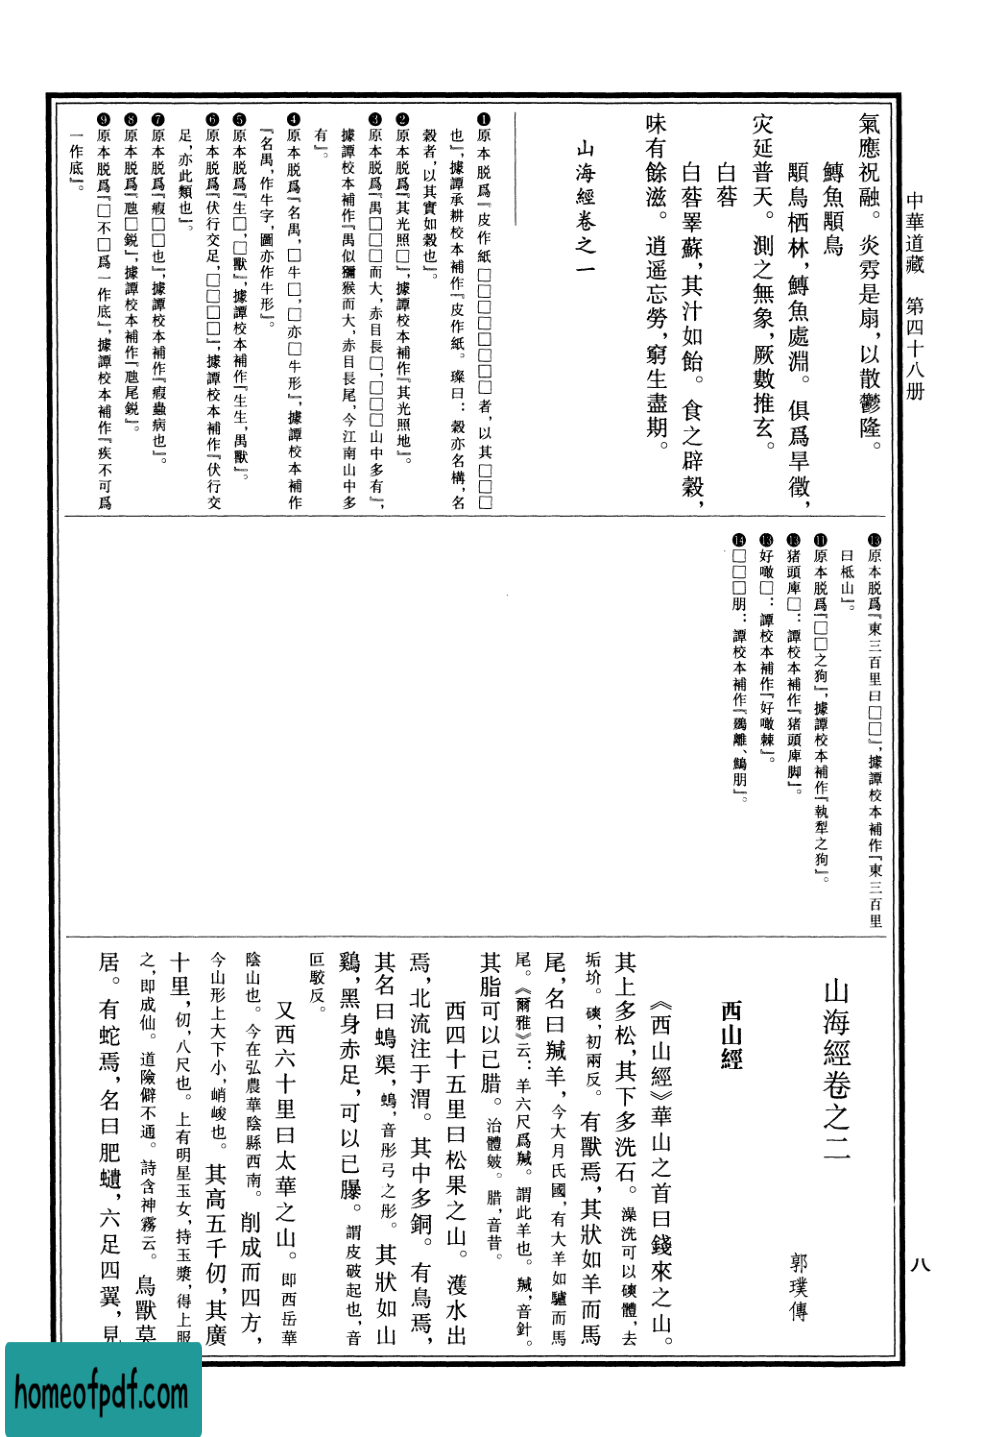 中華道藏　第四十八册
八
氣應祝融。炎雰是扇，以散鬱隆。
鱄魚顒鳥
顒鳥栖林，鱄魚處淵。俱爲旱徵，
灾延普天。測之無象，厥數推玄。
白䓘
白䓘睪蘇，其汁如飴。食之辟穀，
味有餘滋。逍遥忘勞，窮生盡期。
山海經卷之一
❶原本脱爲『皮作紙□□□□□□□□者，以其□□□
也』，據譚承耕校本補作『皮作紙。璨曰：穀亦名構，名
穀者，以其實如穀也』。
❷原本脱爲『其光照□』，據譚校本補作『其光照地』。
❸原本脱爲『禺□□□而大，赤目長□，□□□山中多有』，
據譚校本補作『禺似獼猴而大，赤目長尾，今江南山中多
有』。
❹原本脱爲『名禺，□牛□，□亦□牛形』，據譚校本補作
『名禺，作牛字，圖亦作牛形』。
❺原本脱爲『生□，□獸』，據譚校本補作『生生，禺獸』。
❻原本脱爲『伏行交足，□□□□』，據譚校本補作『伏行交
足，亦此類也』。
❼原本脱爲『瘕□□也』，據譚校本補作『瘕蟲病也』。
❽原本脱爲『虺□鋭』，據譚校本補作『虺尾鋭』。
❾原本脱爲『□不□爲一作底』，據譚校本補作『疾不可爲
一作底』。
❿原本脱爲『東三百里曰□□』，據譚校本補作『東三百里
曰柢山』。
⓫原本脱爲『□□之狗』，據譚校本補作『執犁之狗』。
⓬猪頭庳□：譚校本補作『猪頭庳脚』。
⓭好噉□：譚校本補作『好噉棘』。
⓮□□□朋：譚校本補作『鵝離、鷦朋』。
山海經卷之二
郭璞傳
西山經
《西山經》華山之首曰錢來之山。
其上多松，其下多洗石。澡洗可以磢體，去
垢圿。磢，初兩反。有獸焉，其狀如羊而馬
尾，名曰羬羊，今大月氏國，有大羊如驢而馬
尾。《爾雅》云：羊六尺爲羬。謂此羊也。羬，音針。
其脂可以已腊。治體皴。腊，音昔。
西四十五里曰松果之山。濩水出
焉，北流注于渭。其中多銅。有鳥焉，
其名曰䳋渠，䳋，音彤弓之彤。其狀如山
鷄，黑身赤足，可以已䑋。謂皮破起也，音
叵駮反。
又西六十里曰太華之山。即西岳華
陰山也。今在弘農華陰縣西南。削成而四方，
今山形上大下小，峭峻也。其高五千仞，其廣
十里，仞，八尺也。上有明星玉女，持玉漿，得上服
之，即成仙。道險僻不通。詩含神霧云。鳥獸莫
居。有蛇焉，名曰肥𧔥，六足四翼，見
homeofpdf.com